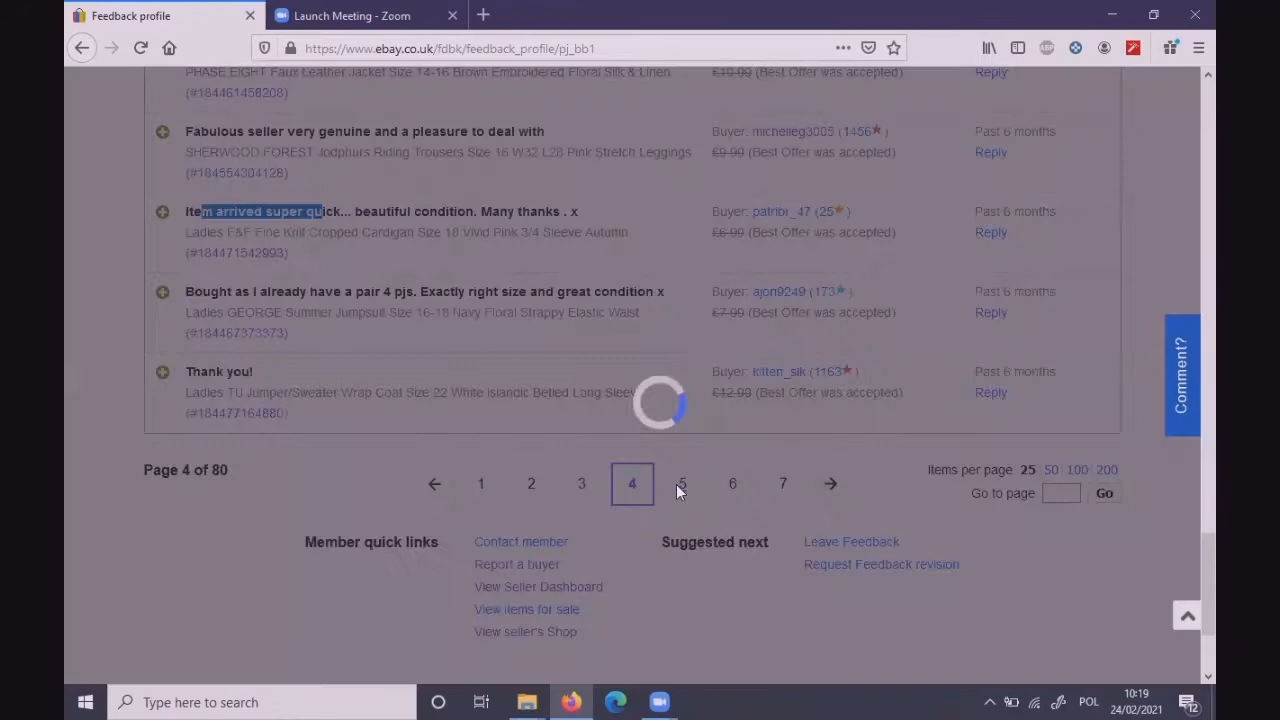 Feedback profile
Launch Meeting - Zoom
https://www.ebay.co.uk/fdbk/feedback_profile/pj_bb1
PHASE EIGHT Faux Leather Jacket Size 14-16 Brown Embroidered Floral Silk & Linen
(#184461458208)
£19.99 (Best Offer was accepted)
Reply
Fabulous seller very genuine and a pleasure to deal with
Buyer: michelleg3005 (1456)
Past 6 months
SHERWOOD FOREST Jodphurs Riding Trousers Size 16 W32 L28 Pink Stretch Leggings
£9.99 (Best Offer was accepted)
Reply
(#184554304128)
Item arrived super quick... beautiful condition. Many thanks . x
Buyer: patribi_47 (25)
Past 6 months
Ladies F&F Fine Knit Cropped Cardigan Size 18 Vivid Pink 3/4 Sleeve Autumn
£6.99 (Best Offer was accepted)
Reply
(#184471542993)
Bought as I already have a pair 4 pjs. Exactly right size and great condition x
Buyer: ajon9249 (173)
Past 6 months
Ladies GEORGE Summer Jumpsuit Size 16-18 Navy Floral Strappy Elastic Waist
£7.99 (Best Offer was accepted)
Reply
(#184467373373)
Thank you!
Buyer: kitten_sik (1163)
Past 6 months
Ladies TU Jumper/Sweater Wrap Coat Size 22 White Islandic Belted Long Sleev
£12.99 (Best Offer was accepted)
Reply
(#184477164880)
Comment?
Page 4 of 80
1 2 3 4 5 6 7
Items per page 25 50 100 200
Go to page Go
Member quick links
Contact member
Report a buyer
View Seller Dashboard
View items for sale
View seller's Shop
Suggested next
Leave Feedback
Request Feedback revision
Type here to search
POL
10:19
24/02/2021
12